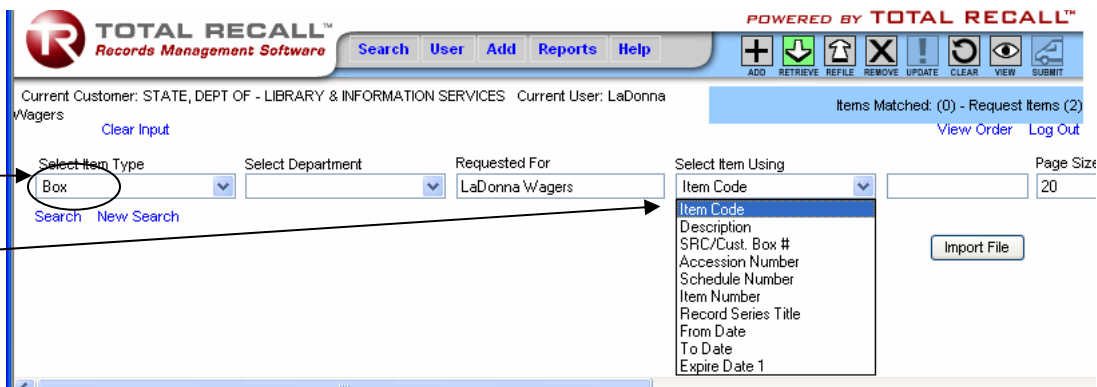 TOTAL RECALL™
Records Management Software
Search User Add Reports Help
POWERED BY TOTAL RECALL™
ADD RETRIEVE REFILE REMOVE UPDATE CLEAR VIEW SUBMIT
Current Customer: STATE, DEPT OF - LIBRARY & INFORMATION SERVICES Current User: LaDonna
Wagers
Items Matched: (0) - Request Items (2)
Clear Input
View Order Log Out
Select Item Type Select Department Requested For Select Item Using Page Size
Box LaDonna Wagers Item Code 20
Search New Search
Item Code
Description
SRC/Cust. Box #
Accession Number
Schedule Number
Item Number
Record Series Title
From Date
To Date
Expire Date 1
Import File